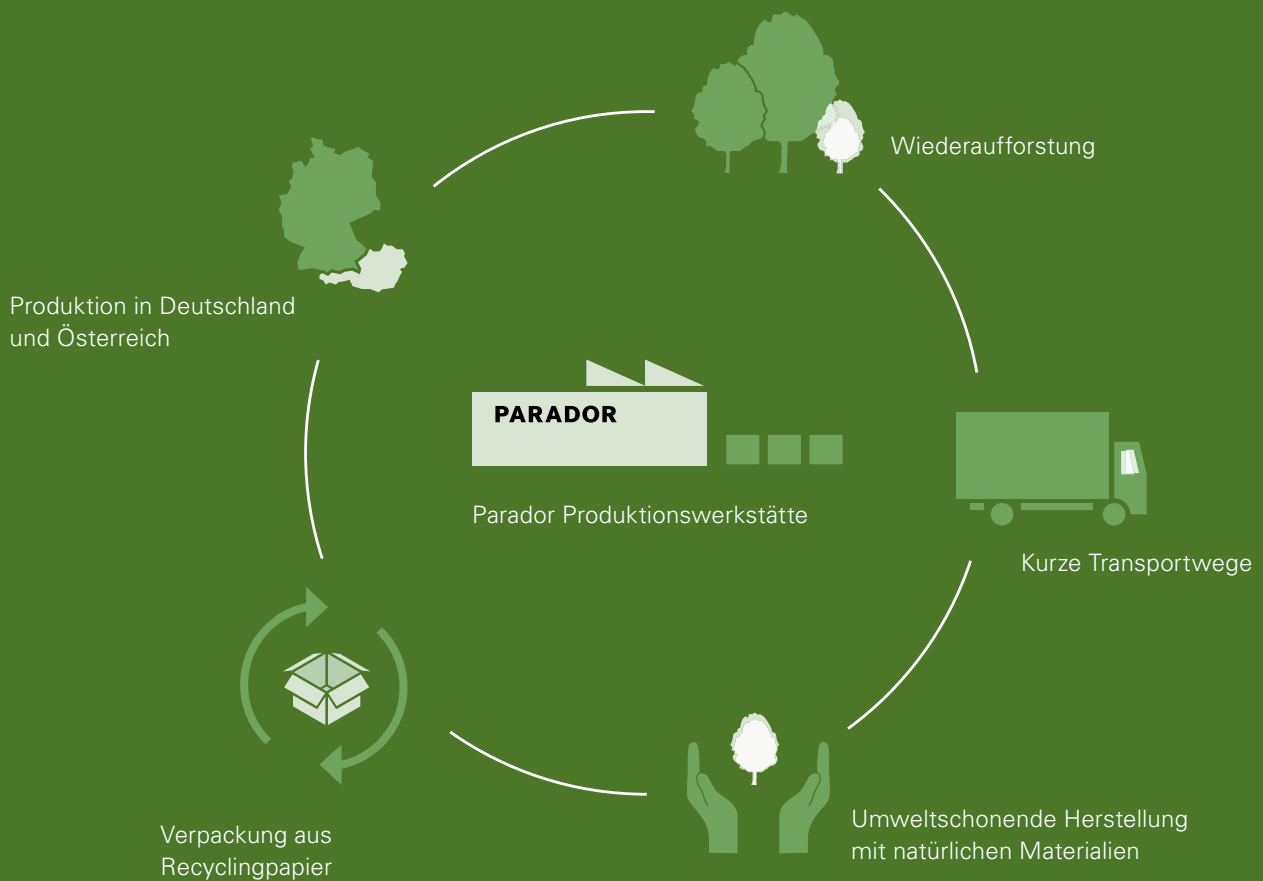 Wiederaufforstung
Produktion in Deutschland
und Österreich
PARADOR
Parador Produktionswerkstätte
Kurze Transportwege
Umweltschonende Herstellung
mit natürlichen Materialien
Verpackung aus
Recyclingpapier